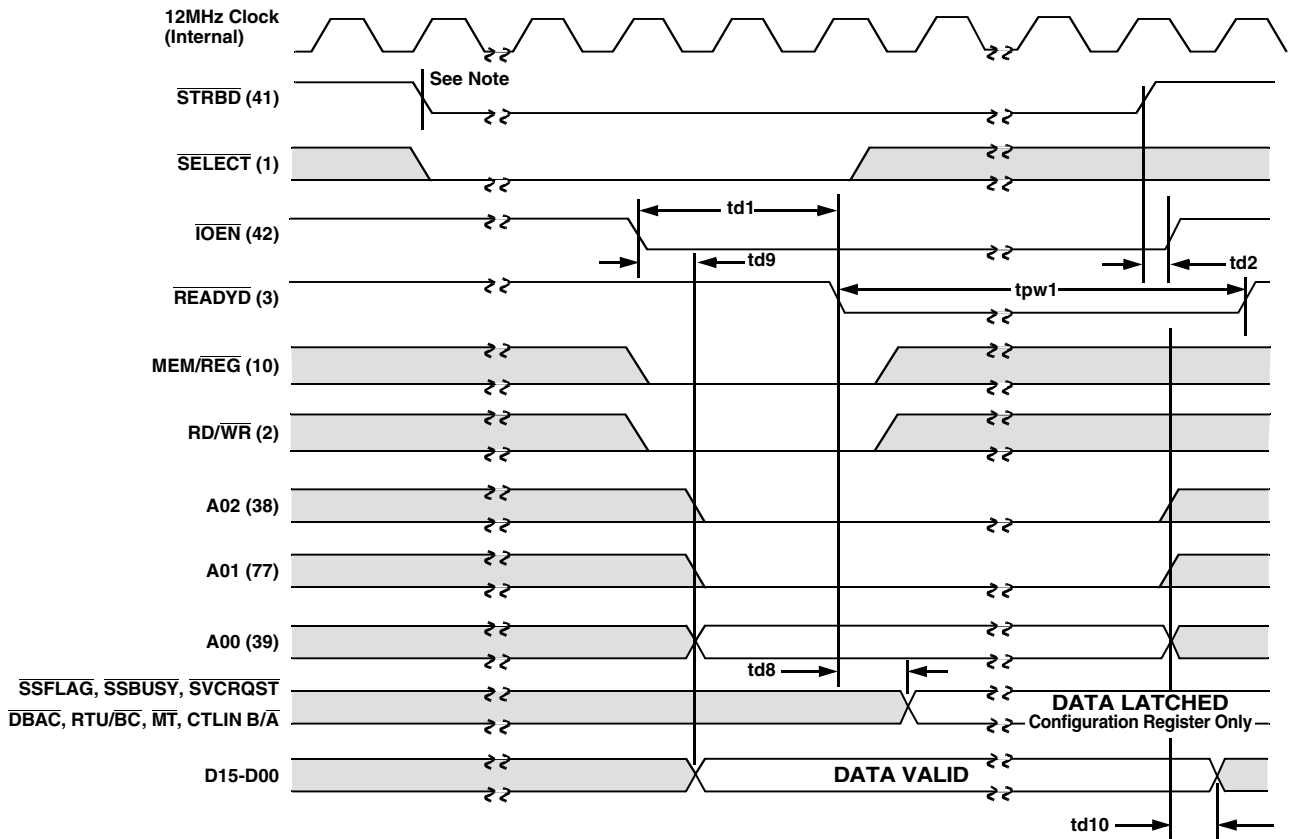 12MHz Clock
(Internal)
See Note
STRBD (41)
SELECT (1)
td1
IOEN (42)
td9
td2
READYD (3)
tpw1
MEM/REG (10)
RD/WR (2)
A02 (38)
A01 (77)
A00 (39)
td8
SSFLAG, SSBUSY, SVCRQST
DATA LATCHED
DBAC, RTU/BC, MT, CTLIN B/A
Configuration Register Only
D15-D00
DATA VALID
td10